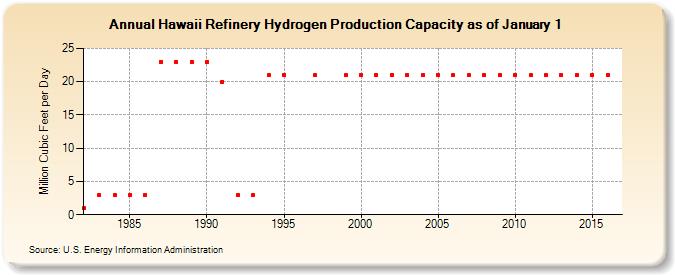 Annual Hawaii Refinery Hydrogen Production Capacity as of January 1
Million Cubic Feet per Day
25
20
15
10
5
0
1985 1990 1995 2000 2005 2010 2015
Source: U.S. Energy Information Administration